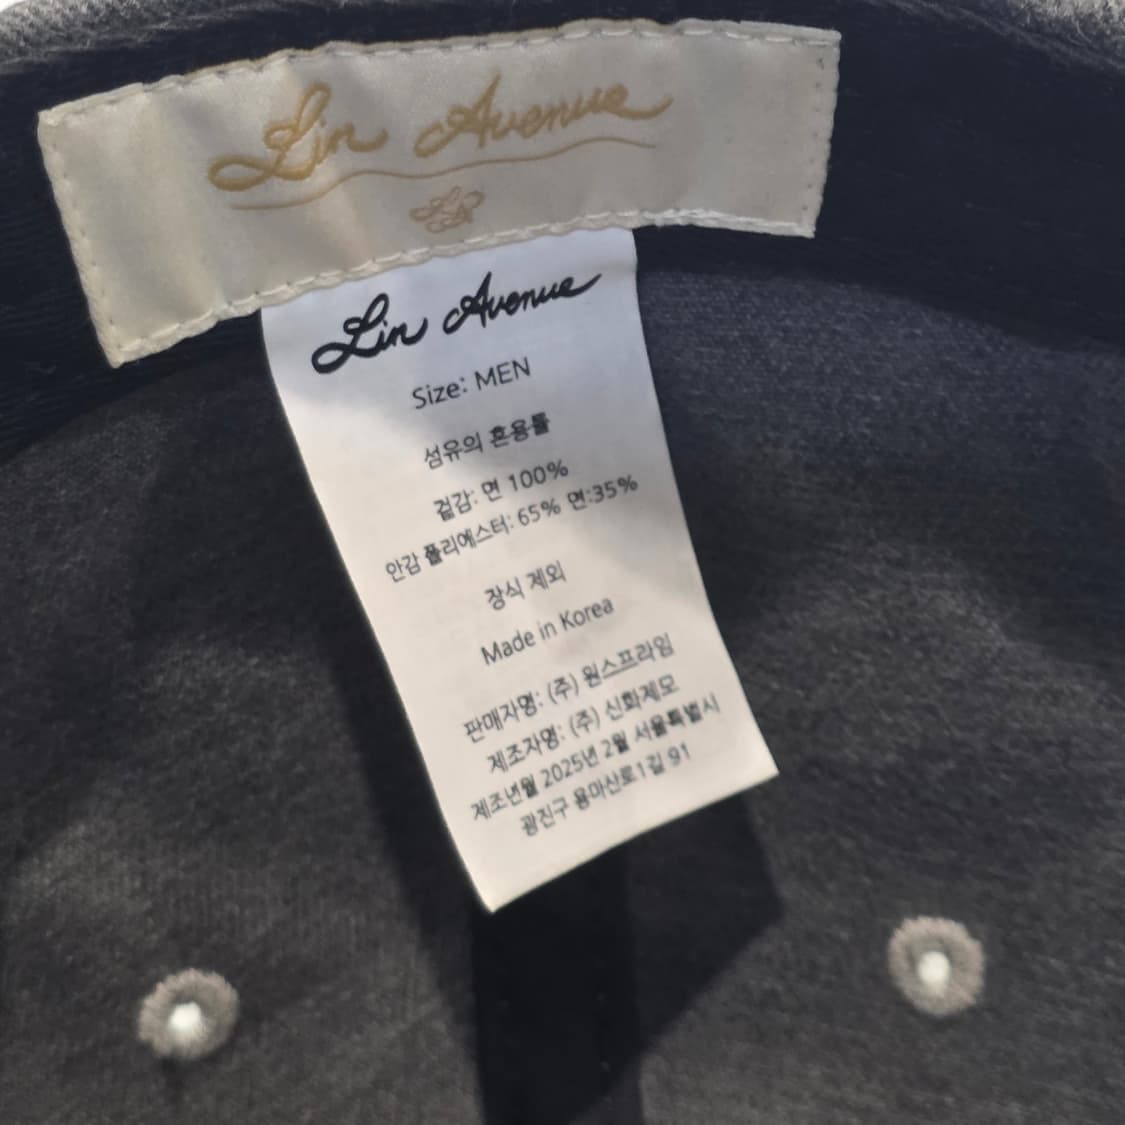 Lin Avenue
Lin Avenue
Size: MEN
섬유의 혼용률
겉감: 면 100%
안감 폴리에스터: 65% 면:35%
장식 제외
Made in Korea
판매자명: (주) 원스프라임
제조자명: (주) 신화제모
제조년월 2025년 2월 서울특별시
광진구 용마산로1길 91